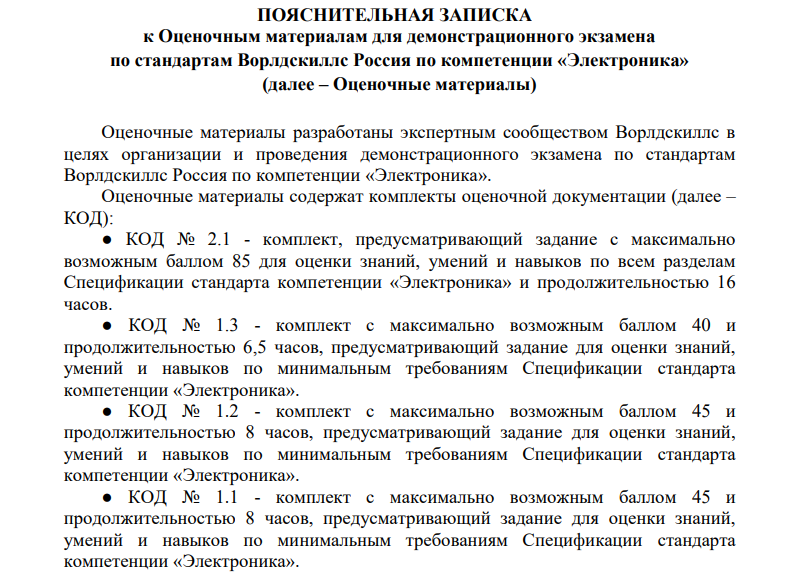 ПОЯСНИТЕЛЬНАЯ ЗАПИСКА
к Оценочным материалам для демонстрационного экзамена
по стандартам Ворлдскиллс Россия по компетенции «Электроника»
(далее – Оценочные материалы)
Оценочные материалы разработаны экспертным сообществом Ворлдскиллс в
целях организации и проведения демонстрационного экзамена по стандартам
Ворлдскиллс Россия по компетенции «Электроника».
Оценочные материалы содержат комплекты оценочной документации (далее –
КОД):
● КОД № 2.1 - комплект, предусматривающий задание с максимально
возможным баллом 85 для оценки знаний, умений и навыков по всем разделам
Спецификации стандарта компетенции «Электроника» и продолжительностью 16
часов.
● КОД № 1.3 - комплект с максимально возможным баллом 40 и
продолжительностью 6,5 часов, предусматривающий задание для оценки знаний,
умений и навыков по минимальным требованиям Спецификации стандарта
компетенции «Электроника».
● КОД № 1.2 - комплект с максимально возможным баллом 45 и
продолжительностью 8 часов, предусматривающий задание для оценки знаний,
умений и навыков по минимальным требованиям Спецификации стандарта
компетенции «Электроника».
● КОД № 1.1 - комплект с максимально возможным баллом 45 и
продолжительностью 8 часов, предусматривающий задание для оценки знаний,
умений и навыков по минимальным требованиям Спецификации стандарта
компетенции «Электроника».